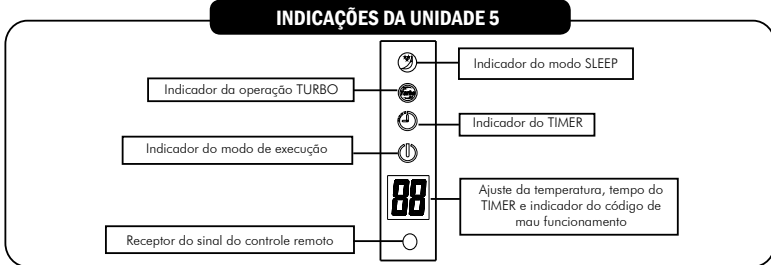 INDICAÇÕES DA UNIDADE 5
Indicador do modo SLEEP
Indicador da operação TURBO
Turbo
Indicador do TIMER
Indicador do modo de execução
88
Ajuste da temperatura, tempo do
TIMER e indicador do código de
mau funcionamento
Receptor do sinal do controle remoto